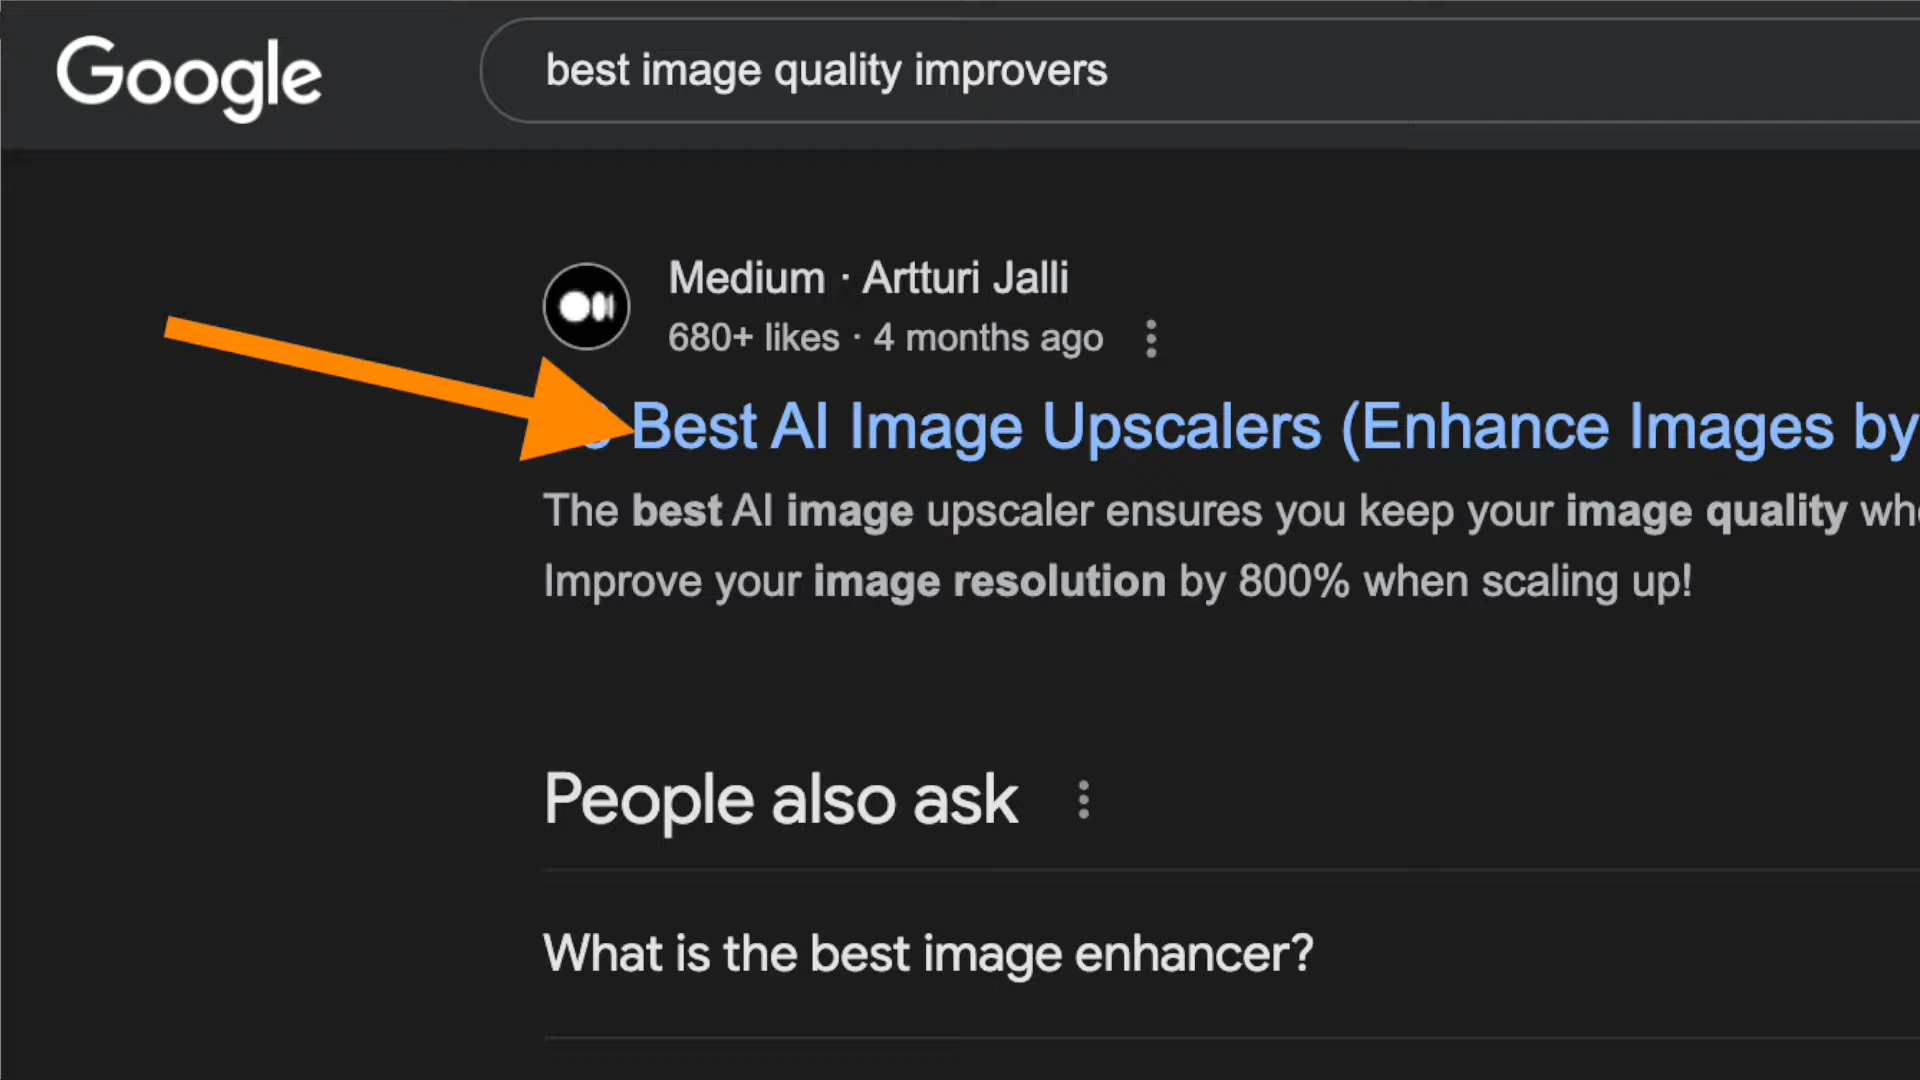 Google
best image quality improvers
Medium · Artturi Jalli
680+ likes · 4 months ago
Best AI Image Upscalers (Enhance Images by
The best AI image upscaler ensures you keep your image quality
Improve your image resolution by 800% when scaling up!
People also ask
What is the best image enhancer?